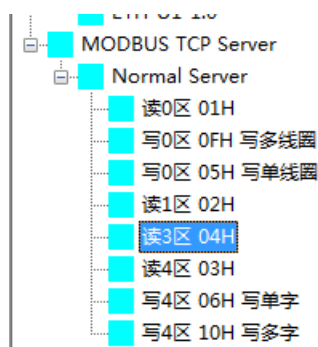 MODBUS TCP Server
Normal Server
读0区 01H
写0区 0FH 写多线圈
写0区 05H 写单线圈
读1区 02H
读3区 04H
读4区 03H
写4区 06H 写单字
写4区 10H 写多字